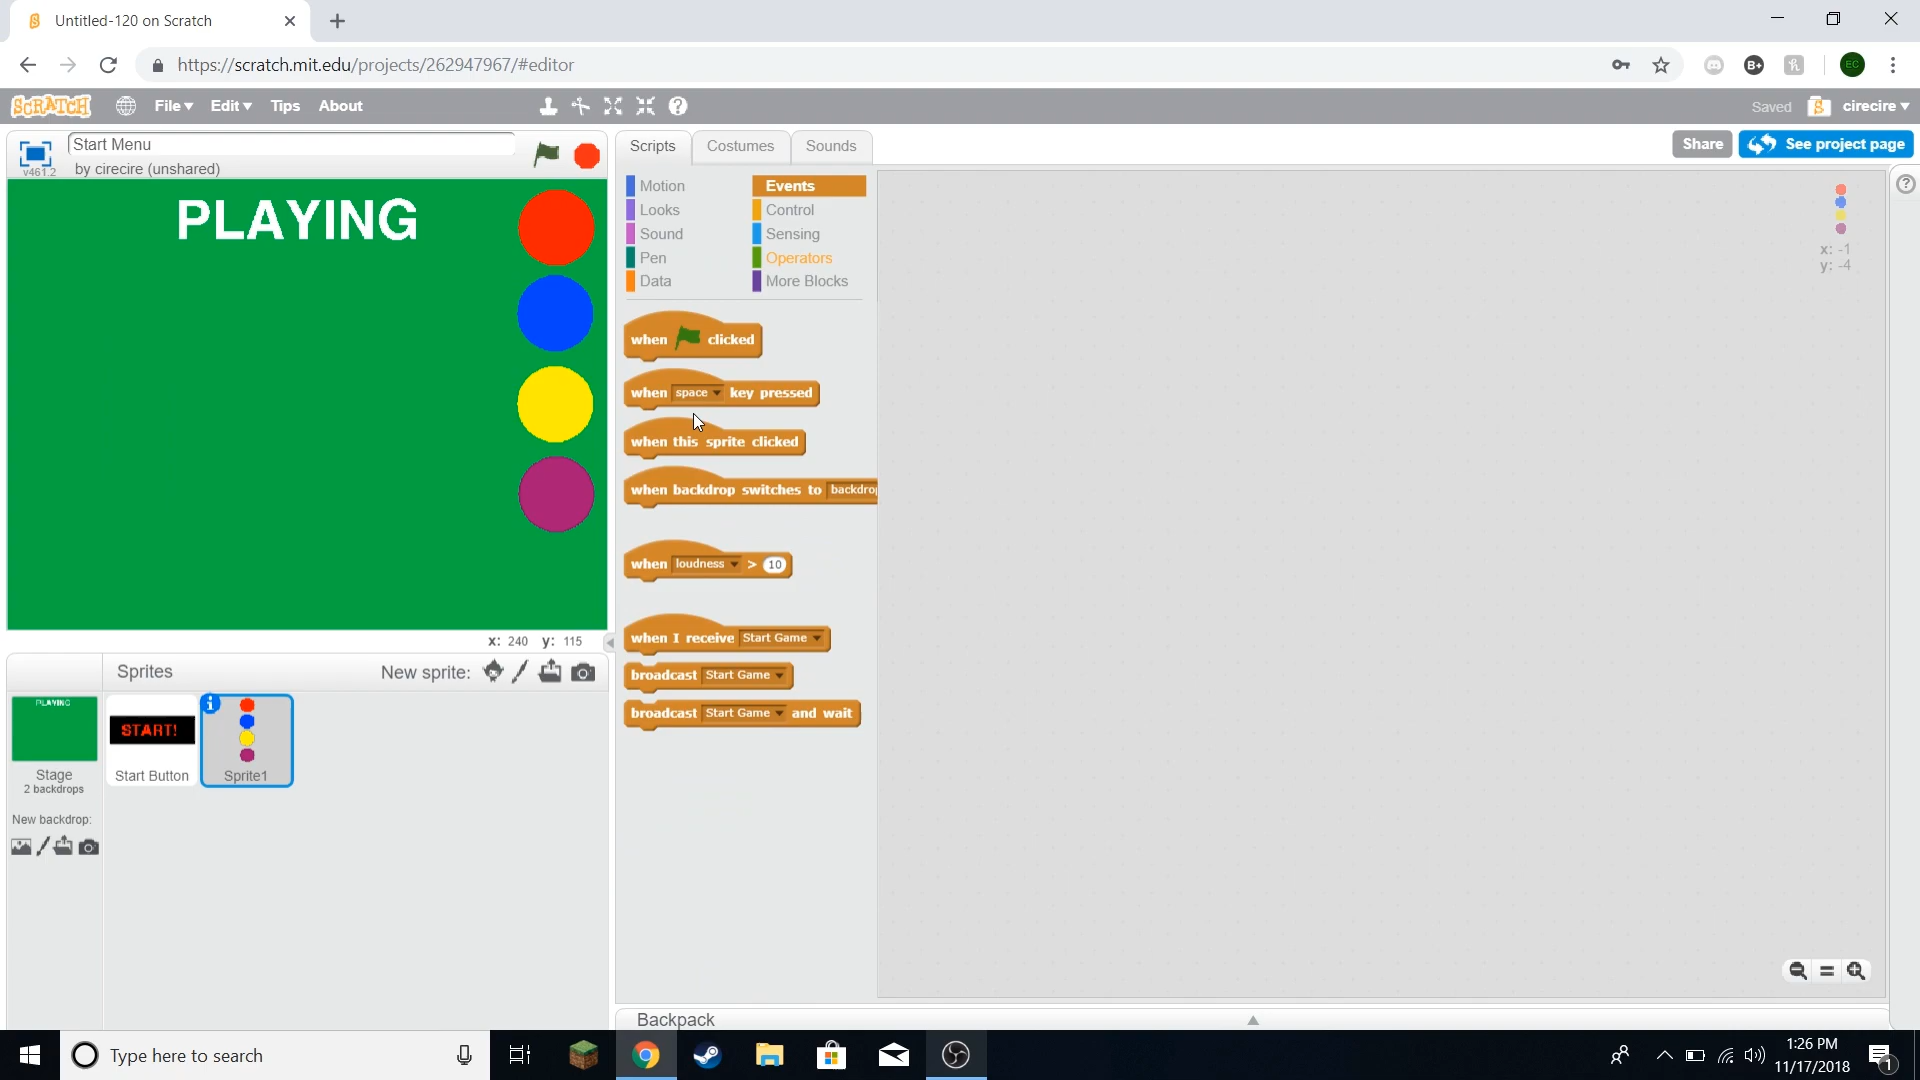 Untitled-120 on Scratch
https://scratch.mit.edu/projects/262947967/#editor
B+
EC
SCRATCH
File
Edit
Tips
About
Saved
cirecire
Start Menu
v461.2
by cirecire (unshared)
Scripts
Costumes
Sounds
Share
See project page
PLAYING
Motion
Events
Looks
Control
Sound
Sensing
Pen
Operators
Data
More Blocks
x: -1
y: -4
when clicked
when space key pressed
when this sprite clicked
when backdrop switches to backdro
when loudness > 10
when I receive Start Game
broadcast Start Game
broadcast Start Game and wait
x: 240 y: 115
Sprites
New sprite:
PLAYING
START!
Stage
2 backdrops
Start Button
Sprite1
New backdrop:
Backpack
Type here to search
1:26 PM
11/17/2018
1